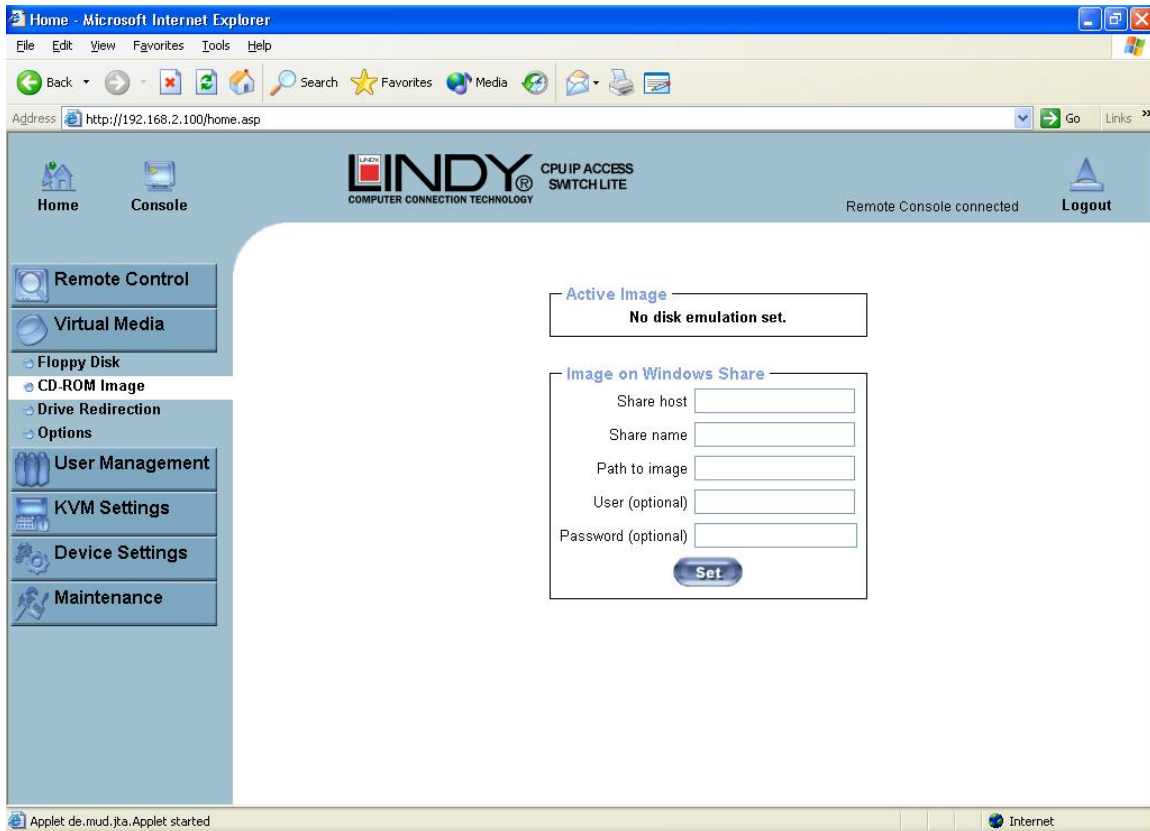 Home - Microsoft Internet Explorer
File Edit View Favorites Tools Help
Back Search Favorites Media
Address http://192.168.2.100/home.asp Go Links »
Home Console
LINDY
LINDY®
COMPUTER CONNECTION TECHNOLOGY
CPU IP ACCESS
SWITCH LITE
Remote Console connected
Logout
Remote Control
Virtual Media
Floppy Disk
CD-ROM Image
Drive Redirection
Options
User Management
KVM Settings
Device Settings
Maintenance
Active Image
No disk emulation set.
Image on Windows Share
Share host
Share name
Path to image
User (optional)
Password (optional)
Set
Applet de.mud.jta.Applet started Internet